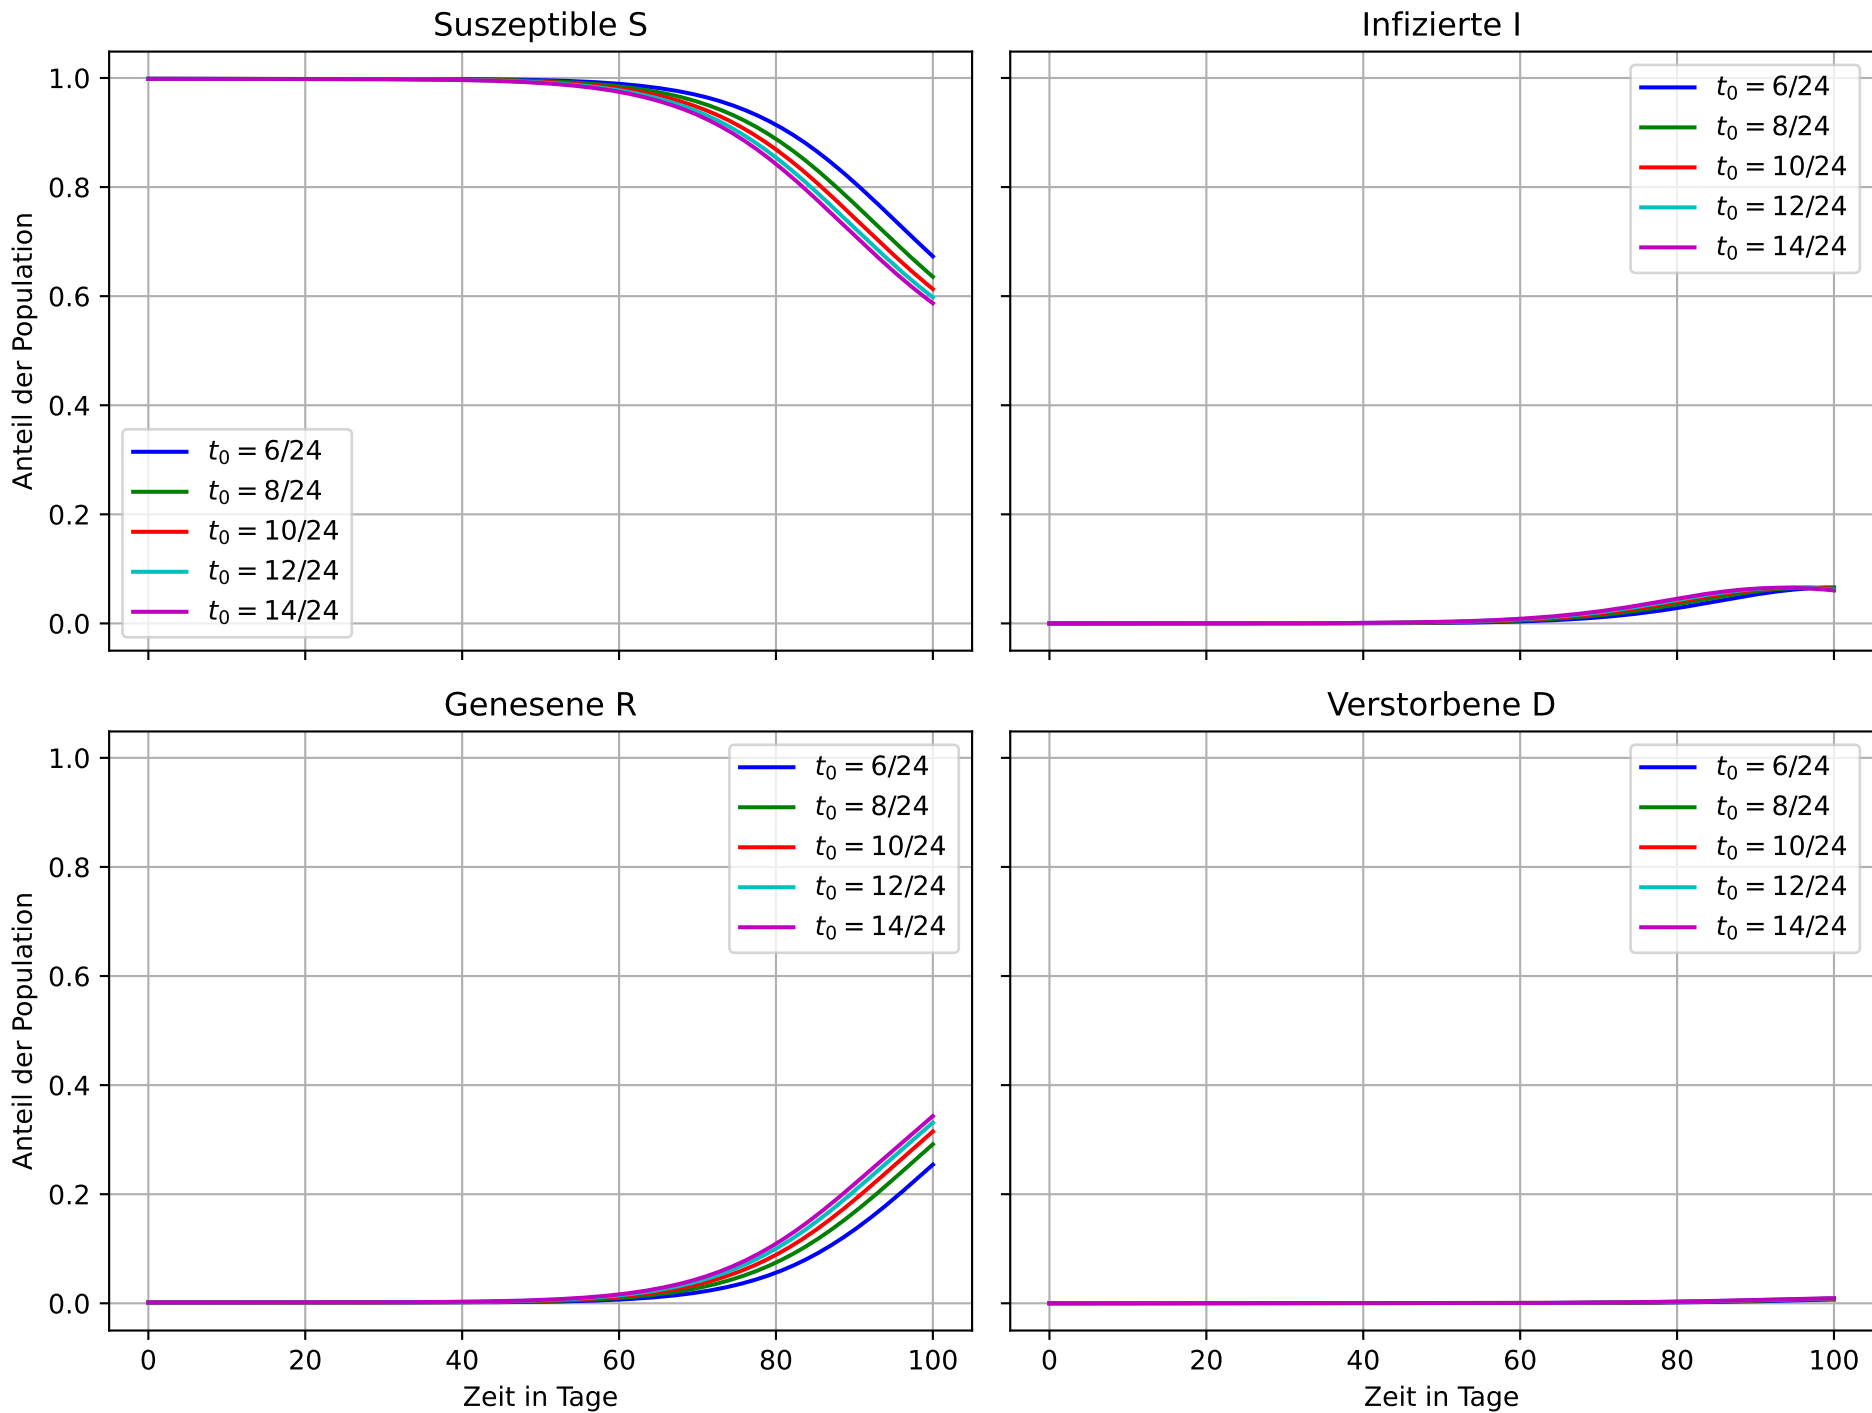 Suszeptible S
Anteil der Population
1.0
0.8
0.6
0.4
0.2
0.0
t₀ = 6/24
t₀ = 8/24
t₀ = 10/24
t₀ = 12/24
t₀ = 14/24
Infizierte I
t₀ = 6/24
t₀ = 8/24
t₀ = 10/24
t₀ = 12/24
t₀ = 14/24
Genesene R
Anteil der Population
1.0
0.8
0.6
0.4
0.2
0.0
t₀ = 6/24
t₀ = 8/24
t₀ = 10/24
t₀ = 12/24
t₀ = 14/24
0 20 40 60 80 100
Zeit in Tage
Verstorbene D
t₀ = 6/24
t₀ = 8/24
t₀ = 10/24
t₀ = 12/24
t₀ = 14/24
0 20 40 60 80 100
Zeit in Tage